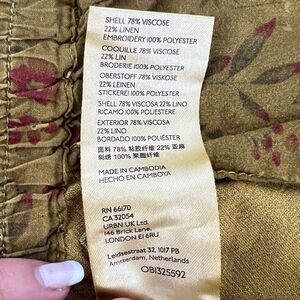 SHELL 78% VISCOSE
22% LINEN
EMBROIDERY 100% POLYESTER
COQUILLE 78% VISCOSE
22% LIN
BRODERIE 100% POLYESTER
OBERSTOFF 78% VISKOSE
22% LEINEN
STICKEREI 100% POLYESTER
SHELL 78% VISCOSA 22% LINO
RICAMO 100% POLIESTERE
EXTERIOR 78% VISCOSA
22% LINO
BORDADO 100% POLIÉSTER
面料 78% 粘胶纤维 22% 亚麻
刺绣 100% 聚酯纤维
MADE IN CAMBODIA
HECHO EN CAMBOYA
RN 66170
CA 32054
URBN UK Ltd.
146 Brick Lane,
LONDON E1 6RU
Leidsestraat 32, 1017 PB
Amsterdam, Netherlands
OB1325592